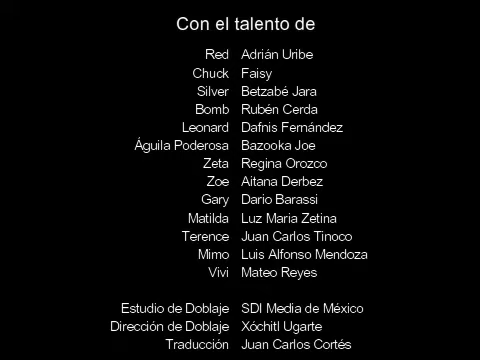 Con el talento de
Red Adrián Uribe
Chuck Faisy
Silver Betzabé Jara
Bomb Rubén Cerda
Leonard Dafnis Fernández
Águila Poderosa Bazooka Joe
Zeta Regina Orozco
Zoe Aitana Derbez
Gary Dario Barassi
Matilda Luz Maria Zetina
Terence Juan Carlos Tinoco
Mimo Luis Alfonso Mendoza
Vivi Mateo Reyes
Estudio de Doblaje SDI Media de México
Dirección de Doblaje Xóchitl Ugarte
Traducción Juan Carlos Cortés